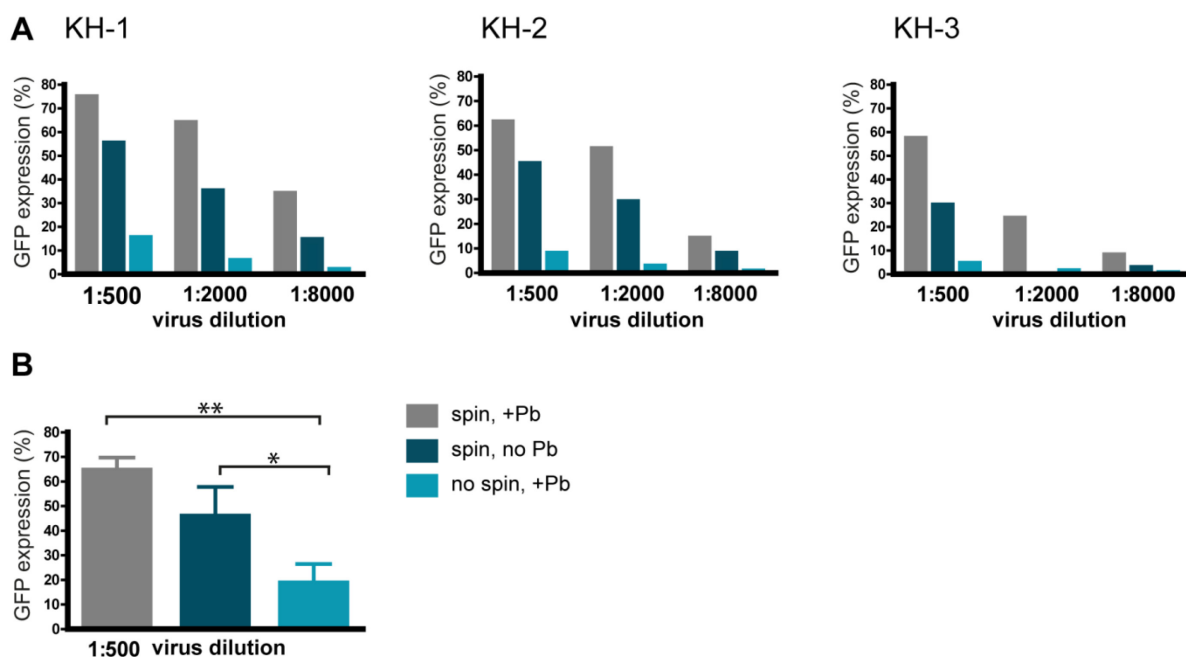 A
KH-1
KH-2
KH-3
GFP expression (%)
80
70
60
50
40
30
20
10
0
1:500
1:2000
1:8000
virus dilution
GFP expression (%)
80
70
60
50
40
30
20
10
0
1:500
1:2000
1:8000
virus dilution
GFP expression (%)
80
70
60
50
40
30
20
10
0
1:500
1:2000
1:8000
virus dilution
B
GFP expression (%)
80
70
60
50
40
30
20
10
0
**
*
1:500 virus dilution
spin, +Pb
spin, no Pb
no spin, +Pb